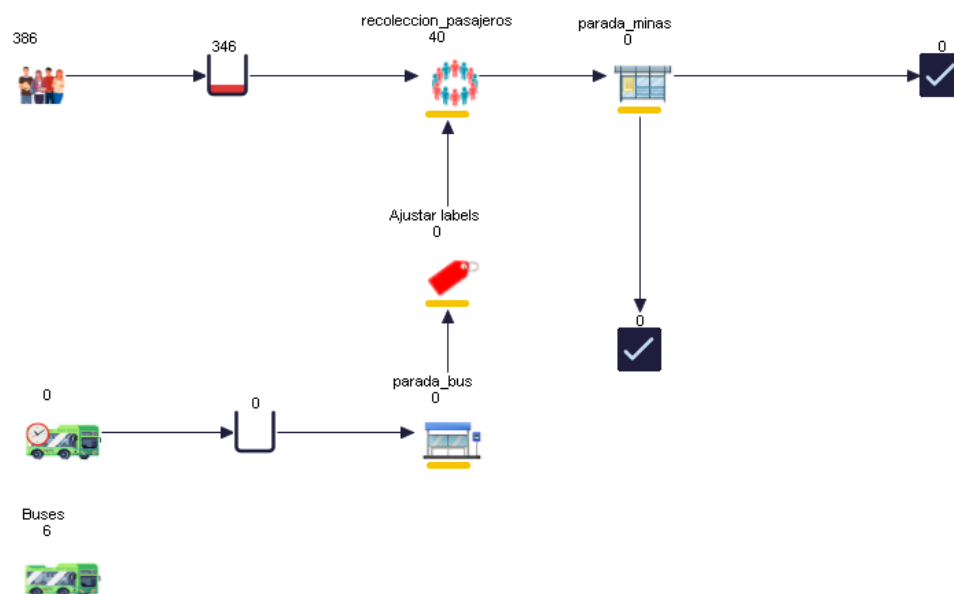 recoleccion_pasajeros
40
parada_minas
0
386
346
0
Ajustar labels
0
0
parada_bus
0
0
0
Buses
6